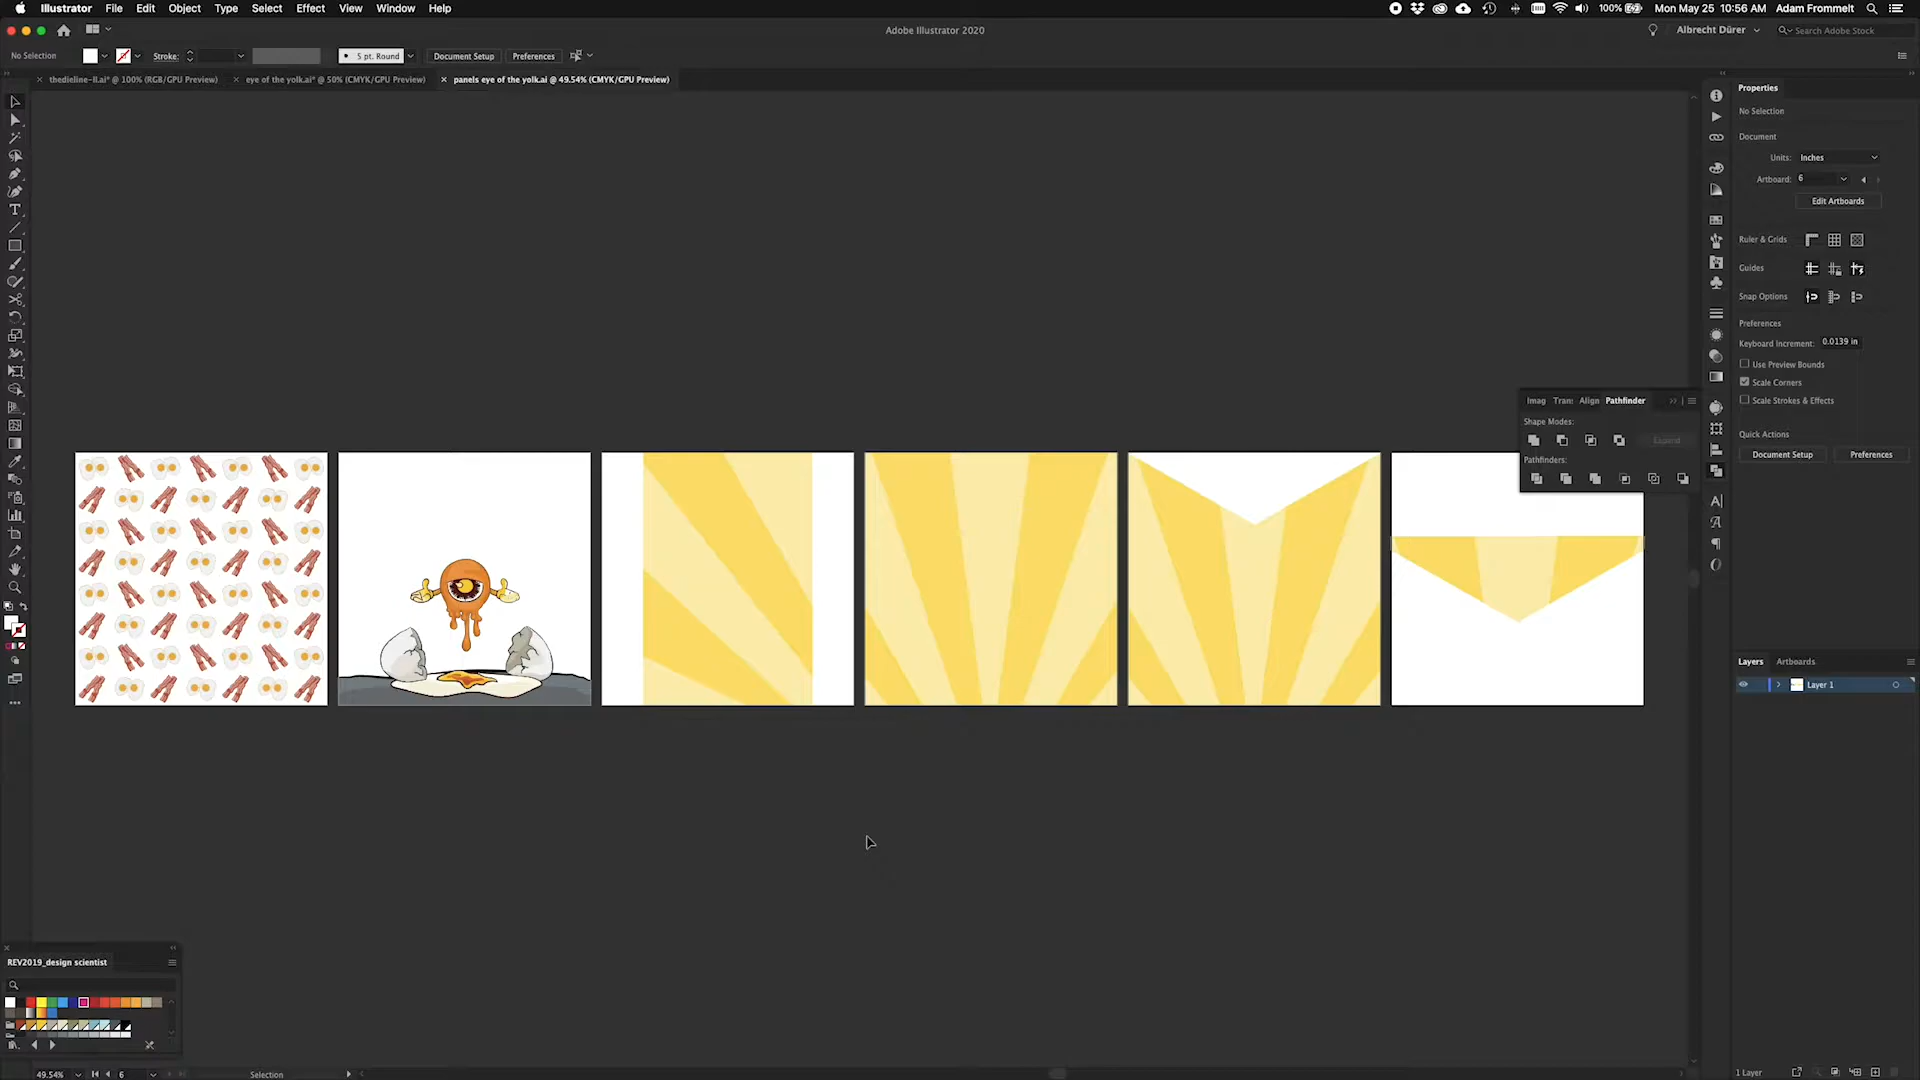 Illustrator File Edit Object Type Select Effect View Window Help 100% Mon May 25 10:56 AM Adam Frommelt
Adobe Illustrator 2020 Albrecht Dürer Search Adobe Stock
No Selection Stroke: 5 pt. Round Document Setup Preferences
thedieline-II.ai* @ 100% (RGB/GPU Preview) eye of the yolk.ai* @ 50% (CMYK/GPU Preview) panels eye of the yolk.ai @ 49.54% (CMYK/GPU Preview)
Properties
No Selection
Document
Units: Inches
Artboard: 6
Edit Artboards
Ruler & Grids
Guides
Snap Options
Preferences
Keyboard Increment: 0.0139 in
Use Preview Bounds
Scale Corners
Scale Strokes & Effects
Quick Actions
Document Setup Preferences
Imag Tran: Align Pathfinder
Shape Modes:
Expand
Pathfinders:
Layers Artboards
Layer 1
REV2019_design scientist
49.54% 6 Selection
1 Layer